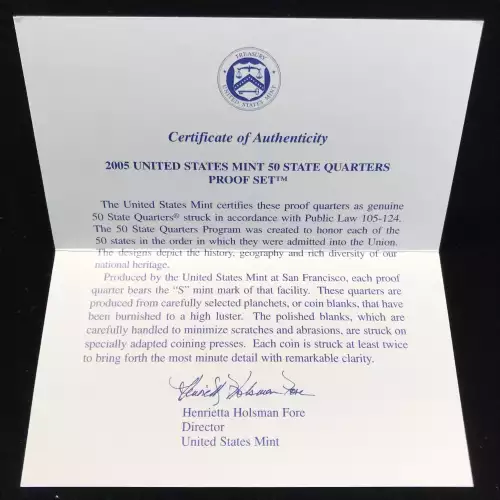 TREASURY
UNITED STATES MINT
Certificate of Authenticity
2005 UNITED STATES MINT 50 STATE QUARTERS
PROOF SET™
The United States Mint certifies these proof quarters as genuine
50 State Quarters® struck in accordance with Public Law 105-124.
The 50 State Quarters Program was created to honor each of the
50 states in the order in which they were admitted into the Union.
The designs depict the history, geography and rich diversity of our
national heritage.
Produced by the United States Mint at San Francisco, each proof
quarter bears the “S” mint mark of that facility. These quarters are
produced from carefully selected planchets, or coin blanks, that have
been burnished to a high luster. The polished blanks, which are
carefully handled to minimize scratches and abrasions, are struck on
specially adapted coining presses. Each coin is struck at least twice
to bring forth the most minute detail with remarkable clarity.
Henrietta Holsman Fore
Henrietta Holsman Fore
Director
United States Mint